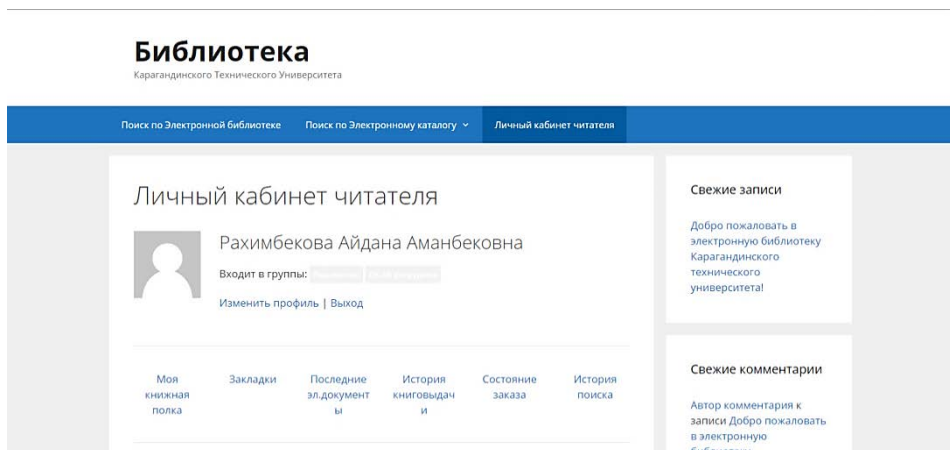 Библиотека
Карагандинского Технического Университета
Поиск по Электронной библиотеке Поиск по Электронному каталогу Личный кабинет читателя
Личный кабинет читателя
Рахимбекова Айдана Аманбековна
Входит в группы:
Изменить профиль | Выход
Моя
книжная
полка
Закладки
Последние
эл.документ
ы
История
книговыдач
и
Состояние
заказа
История
поиска
Свежие записи
Добро пожаловать в
электронную библиотеку
Карагандинского
технического
университета!
Свежие комментарии
Автор комментария к
записи Добро пожаловать
в электронную